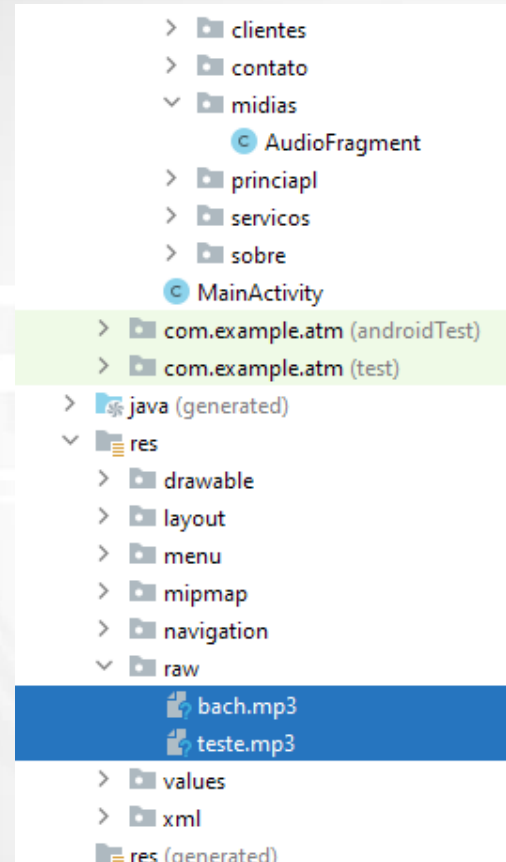 clientes
contato
midias
AudioFragment
princiapl
servicos
sobre
MainActivity
com.example.atm (androidTest)
com.example.atm (test)
java (generated)
res
drawable
layout
menu
mipmap
navigation
raw
bach.mp3
teste.mp3
values
xml
res (generated)